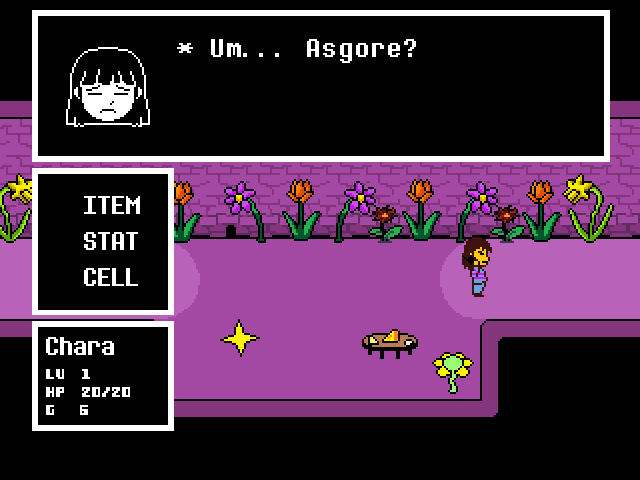 * Um... Asgore?
ITEM
STAT
CELL
Chara
LV 1
HP 20/20
G 6